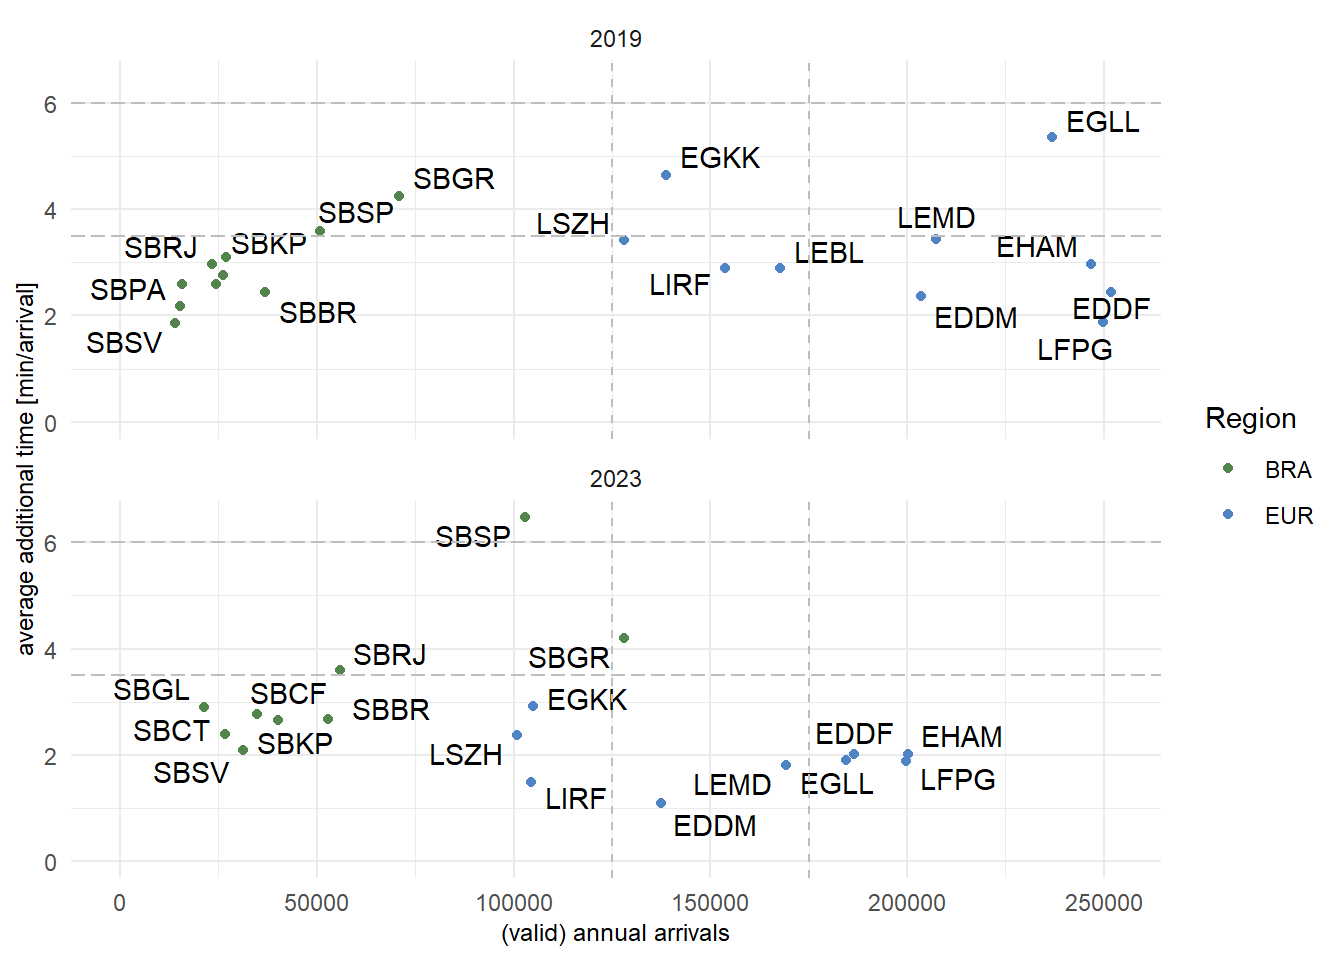 2019
6
EGLL
EGKK
SBGR
4
SBSP
LSZH
LEMD
SBRJ
SBKP
LEBL
EHAM
SBPA
LIRF
2
SBBR
EDDM
EDDF
SBSV
LFPG
0
average additional time [min/arrival]
Region
BRA
EUR
2023
6
SBSP
4
SBRJ
SBGR
SBGL
SBCF
SBBR
EGKK
SBCT
SBKP
EDDF
EHAM
2
LSZH
SBSV
LEMD
EGLL
LFPG
LIRF
EDDM
0
0
50000
100000
150000
200000
250000
(valid) annual arrivals